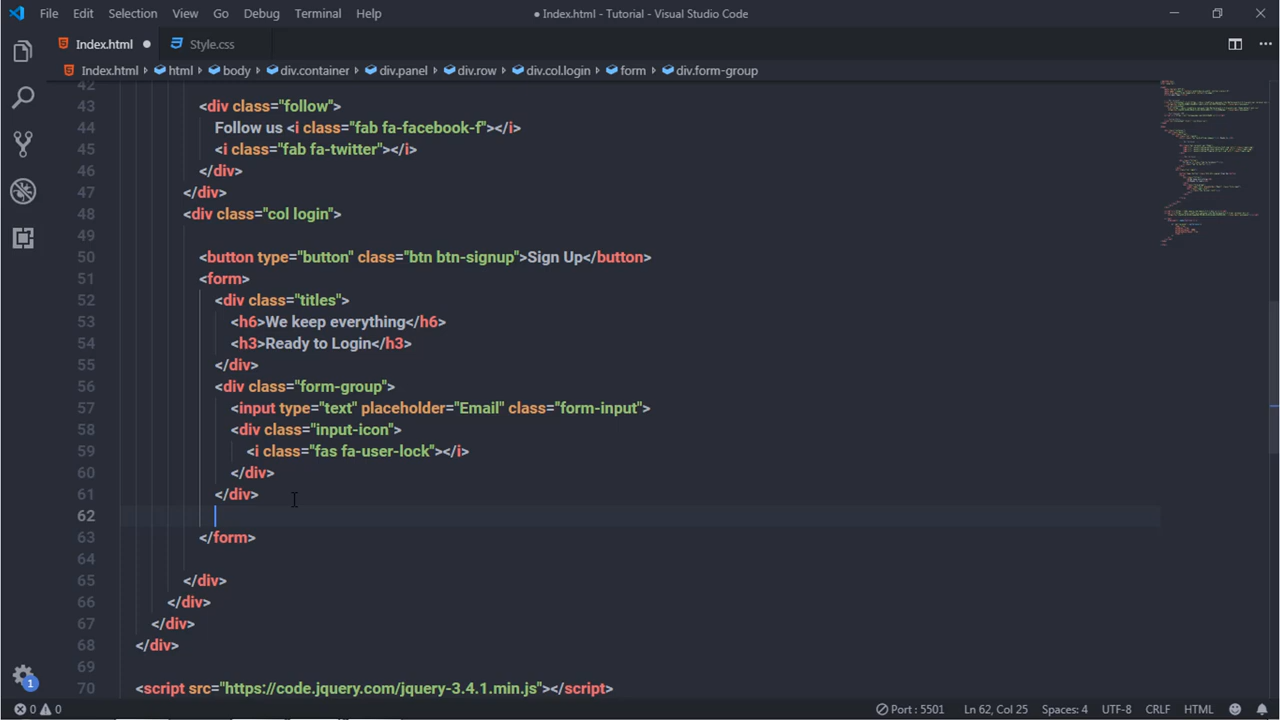 File Edit Selection View Go Debug Terminal Help
● Index.html - Tutorial - Visual Studio Code
Index.html ● Style.css
Index.html > html > body > div.container > div.panel > div.row > div.col.login > form > div.form-group
42
43 <div class="follow">
44 Follow us <i class="fab fa-facebook-f"></i>
45 <i class="fab fa-twitter"></i>
46 </div>
47 </div>
48 <div class="col login">
49
50 <button type="button" class="btn btn-signup">Sign Up</button>
51 <form>
52 <div class="titles">
53 <h6>We keep everything</h6>
54 <h3>Ready to Login</h3>
55 </div>
56 <div class="form-group">
57 <input type="text" placeholder="Email" class="form-input">
58 <div class="input-icon">
59 <i class="fas fa-user-lock"></i>
60 </div>
61 </div>
62
63 </form>
64
65 </div>
66 </div>
67 </div>
68 </div>
69
70 <script src="https://code.jquery.com/jquery-3.4.1.min.js"></script>
1
0 0 Port : 5501 Ln 62, Col 25 Spaces: 4 UTF-8 CRLF HTML